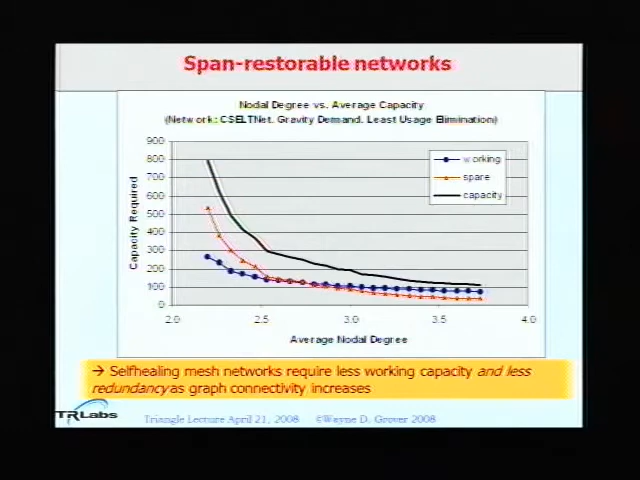 Span-restorable networks
Nodal Degree vs. Average Capacity
(Network: CSELTNet. Gravity Demand. Least Usage Elimination)
900
800
700
600
500
400
300
200
100
0
Capacity Required
working
spare
capacity
2.0 2.5 3.0 3.5 4.0
Average Nodal Degree
→ Selfhealing mesh networks require less working capacity and less
redundancy as graph connectivity increases
TRLabs
Triangle Lecture April 21, 2008 ©Wayne D. Grover 2008